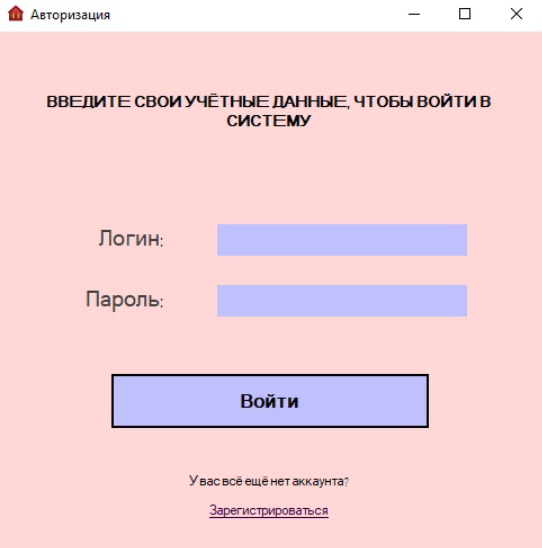 Авторизация
ВВЕДИТЕ СВОИ УЧЁТНЫЕ ДАННЫЕ, ЧТОБЫ ВОЙТИ В
СИСТЕМУ
Логин:
Пароль:
Войти
У вас всё ещё нет аккаунта?
Зарегистрироваться